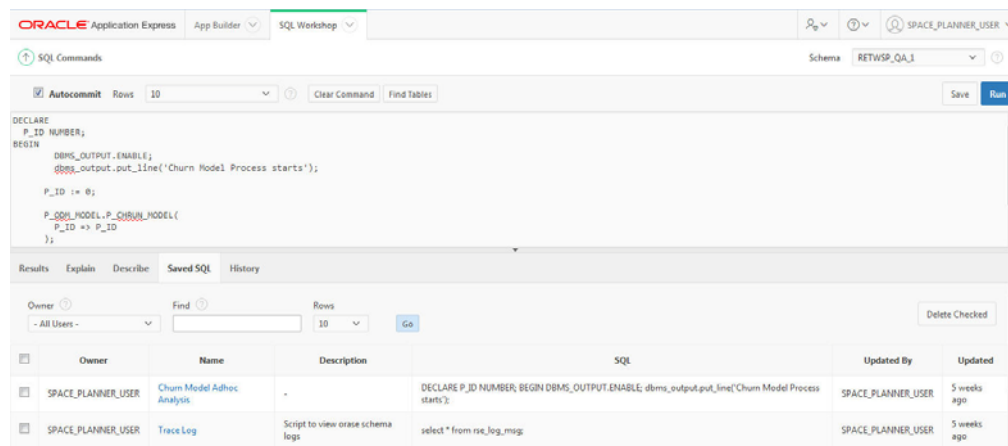 ORACLE Application Express App Builder SQL Workshop SPACE_PLANNER_USER
SQL Commands Schema RETWSP_QA_1
Autocommit Rows 10 Clear Command Find Tables Save Run
DECLARE
P_ID NUMBER;
BEGIN
DBMS_OUTPUT.ENABLE;
dbms_output.put_line('Churn Model Process starts');
P_ID := 0;
P_ODM_MODEL.P_CHRUN_MODEL(
P_ID => P_ID
);
Results Explain Describe Saved SQL History
Owner Find Rows
- All Users - 10 Go Delete Checked
Owner Name Description SQL Updated By Updated
SPACE_PLANNER_USER Churn Model Adhoc Analysis - DECLARE P_ID NUMBER; BEGIN DBMS_OUTPUT.ENABLE; dbms_output.put_line('Churn Model Process starts'); SPACE_PLANNER_USER 5 weeks ago
SPACE_PLANNER_USER Trace Log Script to view orase schema logs select * from rse_log_msg; SPACE_PLANNER_USER 5 weeks ago